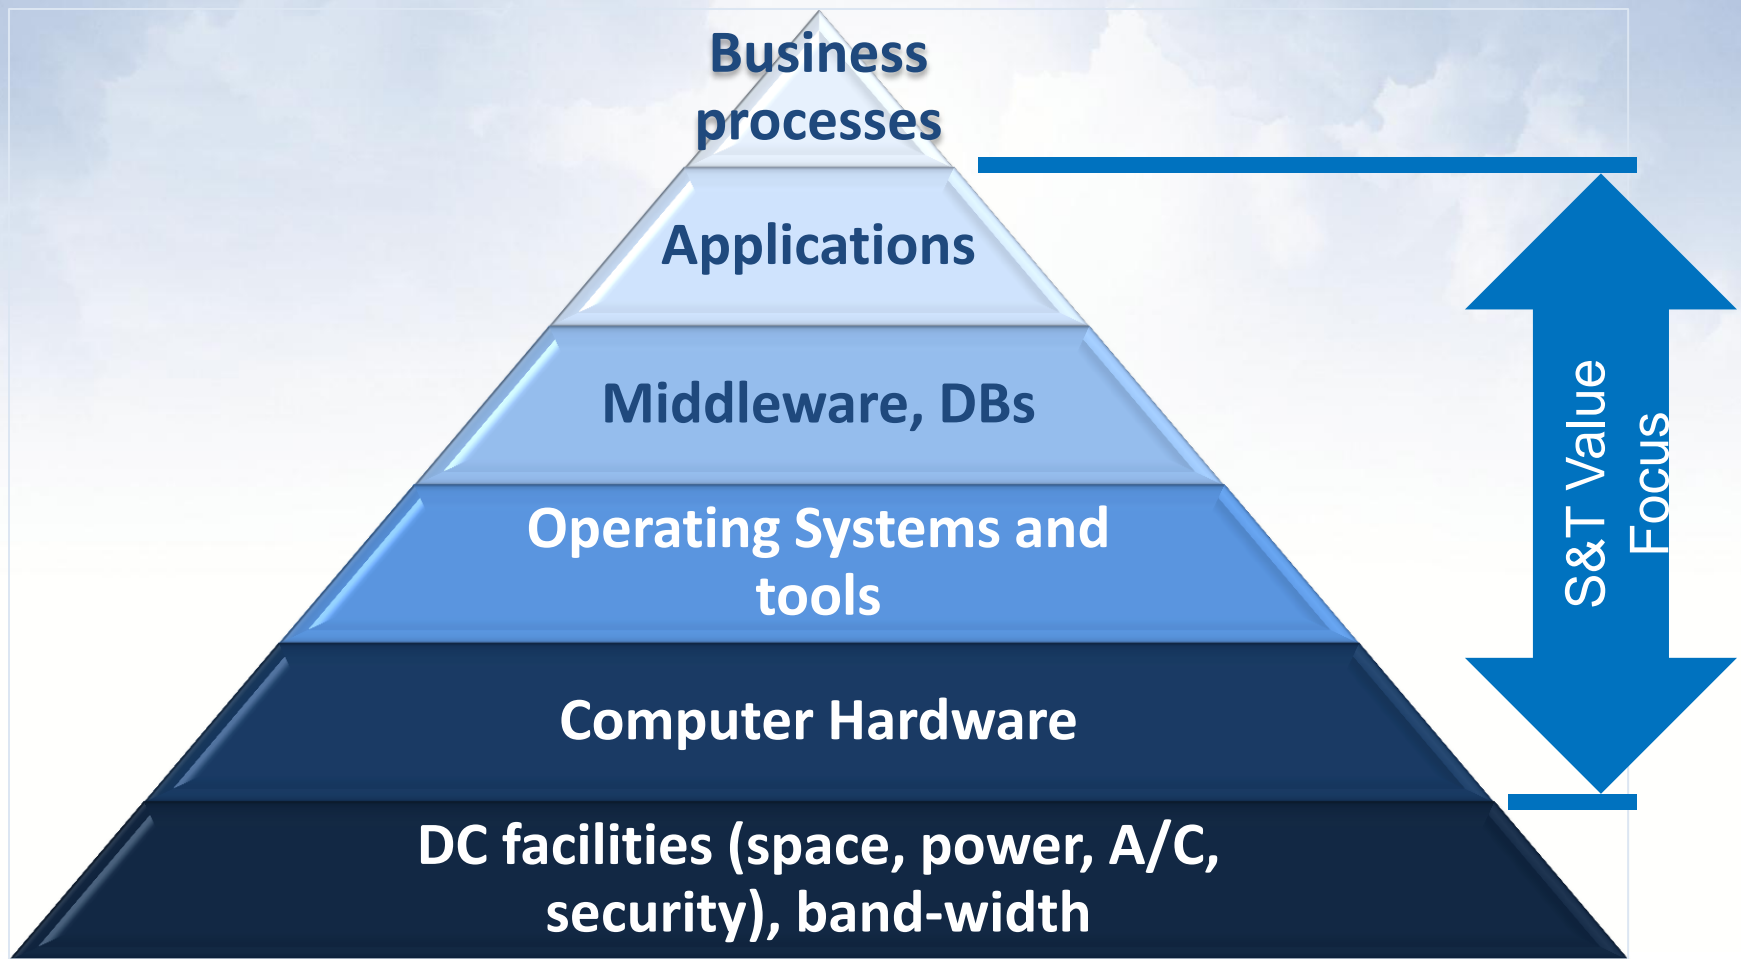 Business
processes
Applications
Middleware, DBs
Operating Systems and
tools
Computer Hardware
DC facilities (space, power, A/C,
security), band-width
S&T Value
Focus